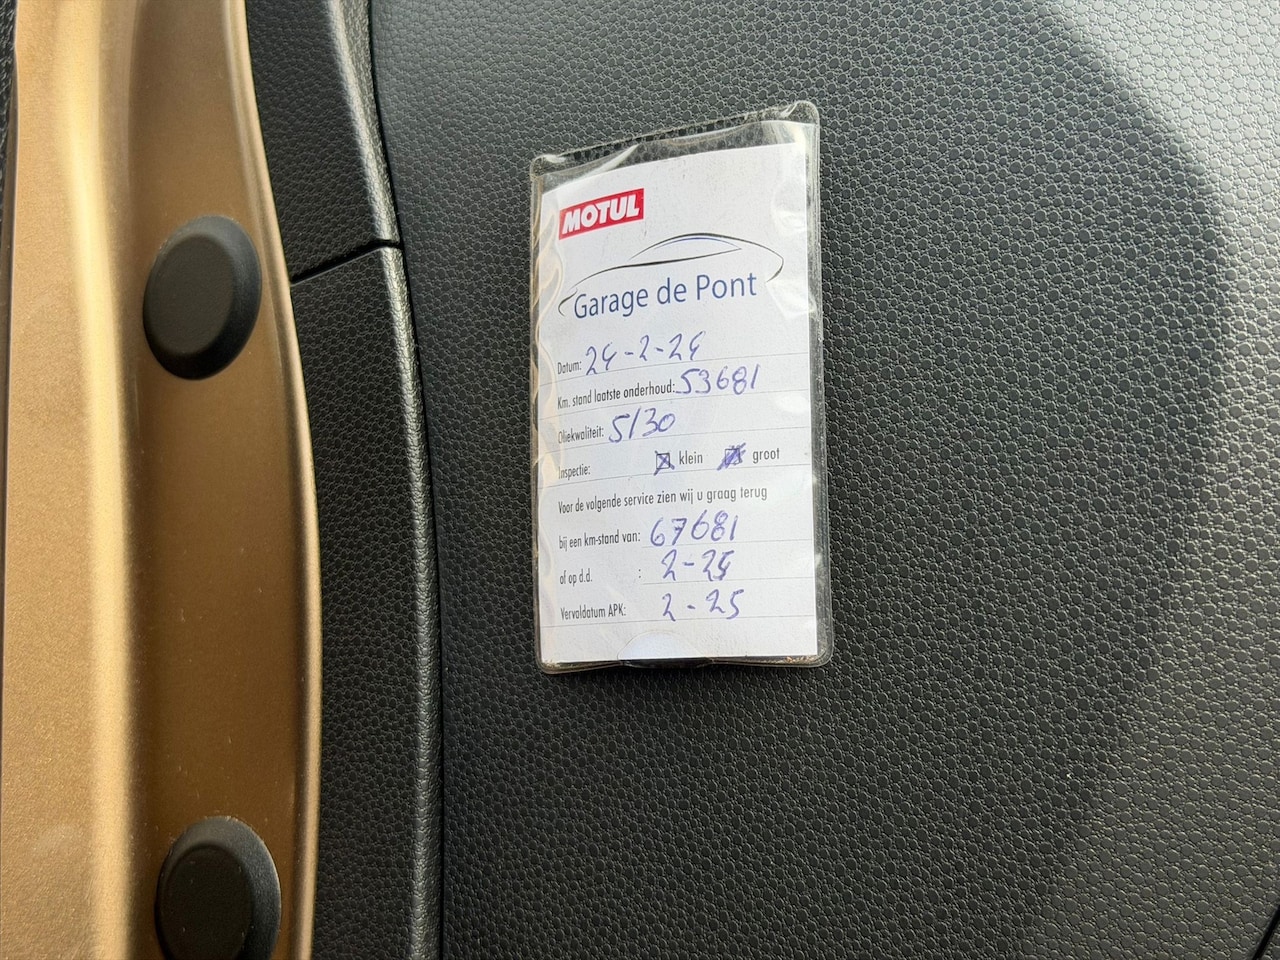 MOTUL
Garage de Pont
Datum: 24-2-24
Km. stand laatste onderhoud: 53681
Oliekwaliteit: 5/30
Inspectie: klein groot
Voor de volgende service zien wij u graag terug
bij een km-stand van: 67681
of op d.d. : 2-25
Vervaldatum APK: 2-25